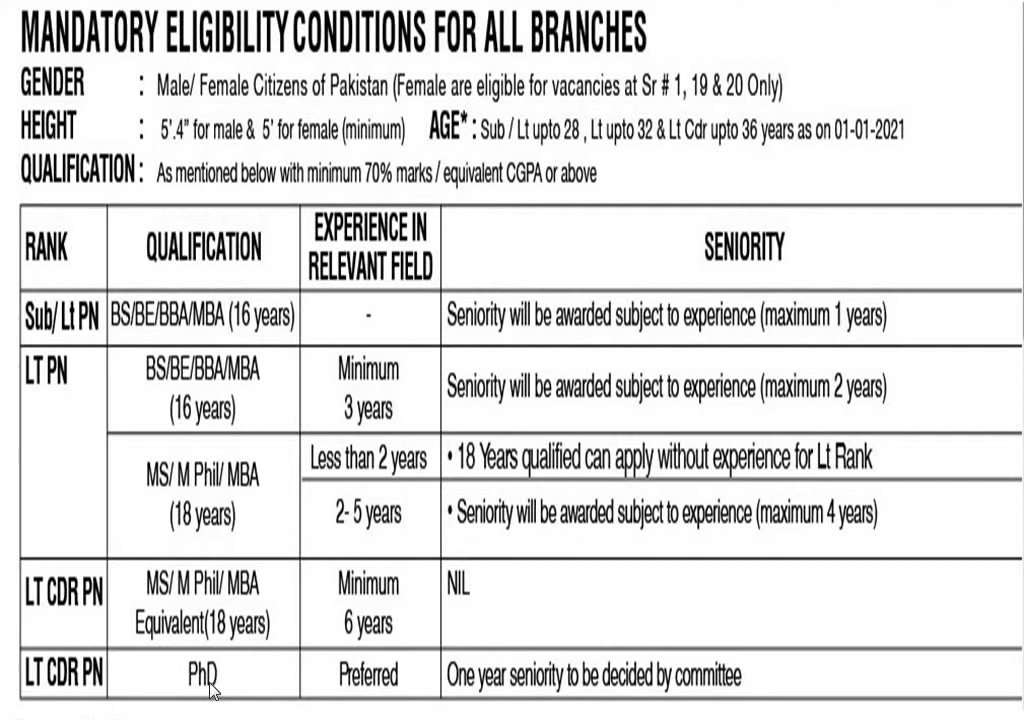 MANDATORY ELIGIBILITY CONDITIONS FOR ALL BRANCHES
GENDER : Male/ Female Citizens of Pakistan (Female are eligible for vacancies at Sr # 1, 19 & 20 Only)
HEIGHT : 5'.4" for male & 5' for female (minimum) AGE* : Sub / Lt upto 28 , Lt upto 32 & Lt Cdr upto 36 years as on 01-01-2021
QUALIFICATION : As mentioned below with minimum 70% marks / equivalent CGPA or above
RANK QUALIFICATION EXPERIENCE IN RELEVANT FIELD SENIORITY
Sub/ Lt PN BS/BE/BBA/MBA (16 years) - Seniority will be awarded subject to experience (maximum 1 years)
LT PN BS/BE/BBA/MBA (16 years) Minimum 3 years Seniority will be awarded subject to experience (maximum 2 years)
MS/ M Phil/ MBA (18 years) Less than 2 years • 18 Years qualified can apply without experience for Lt Rank
2- 5 years • Seniority will be awarded subject to experience (maximum 4 years)
LT CDR PN MS/ M Phil/ MBA Equivalent(18 years) Minimum 6 years NIL
LT CDR PN PhD Preferred One year seniority to be decided by committee